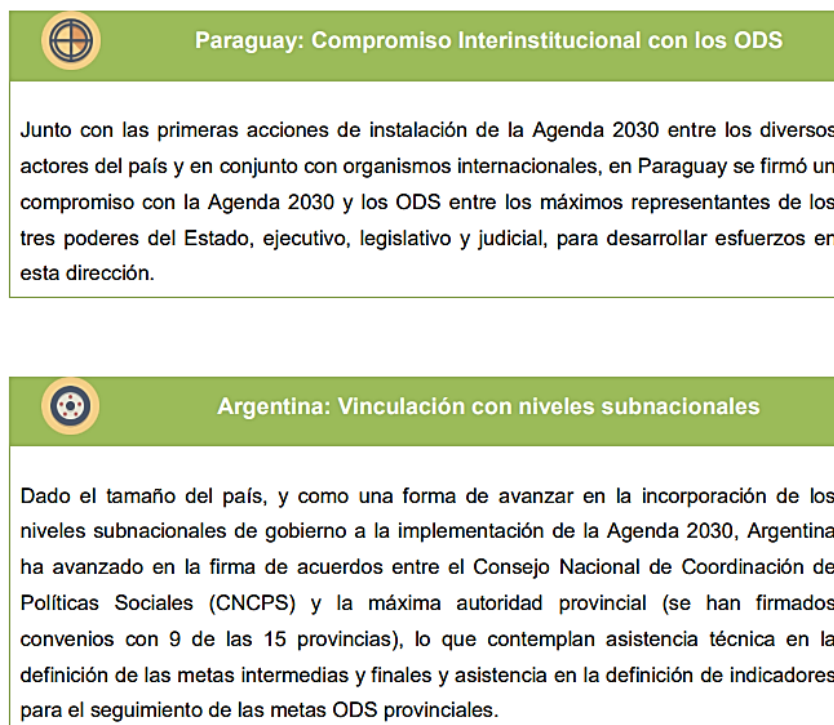 Paraguay: Compromiso Interinstitucional con los ODS
Junto con las primeras acciones de instalación de la Agenda 2030 entre los diversos
actores del país y en conjunto con organismos internacionales, en Paraguay se firmó un
compromiso con la Agenda 2030 y los ODS entre los máximos representantes de los
tres poderes del Estado, ejecutivo, legislativo y judicial, para desarrollar esfuerzos en
esta dirección.
Argentina: Vinculación con niveles subnacionales
Dado el tamaño del país, y como una forma de avanzar en la incorporación de los
niveles subnacionales de gobierno a la implementación de la Agenda 2030, Argentina
ha avanzado en la firma de acuerdos entre el Consejo Nacional de Coordinación de
Políticas Sociales (CNCPS) y la máxima autoridad provincial (se han firmados
convenios con 9 de las 15 provincias), lo que contemplan asistencia técnica en la
definición de las metas intermedias y finales y asistencia en la definición de indicadores
para el seguimiento de las metas ODS provinciales.